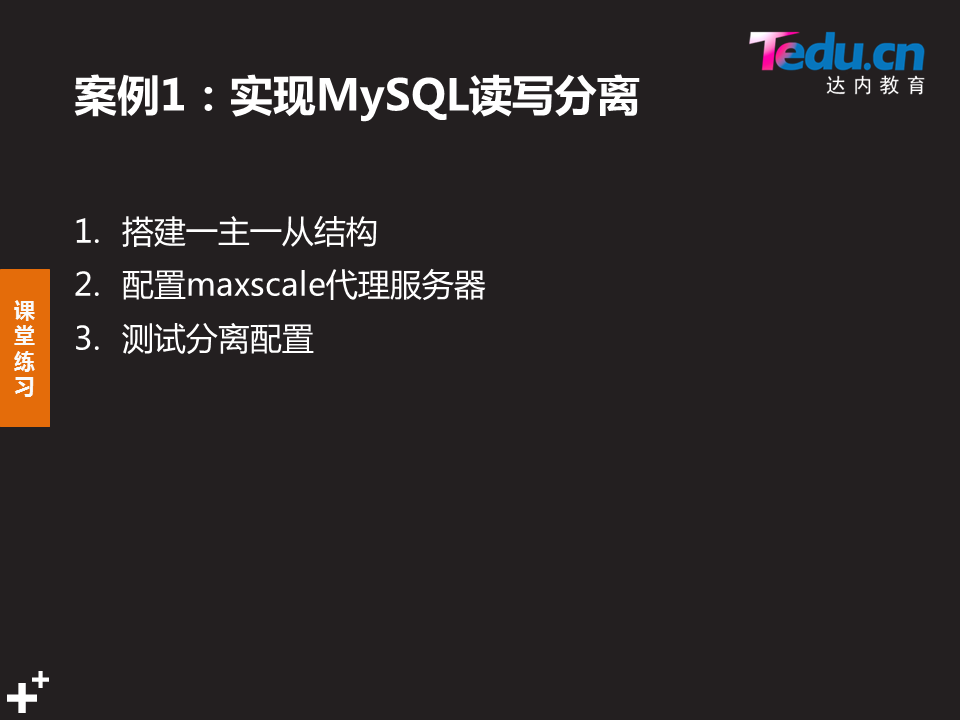 Tedu.cn
达内教育
案例1：实现MySQL读写分离
1. 搭建一主一从结构
2. 配置maxscale代理服务器
3. 测试分离配置
课堂练习